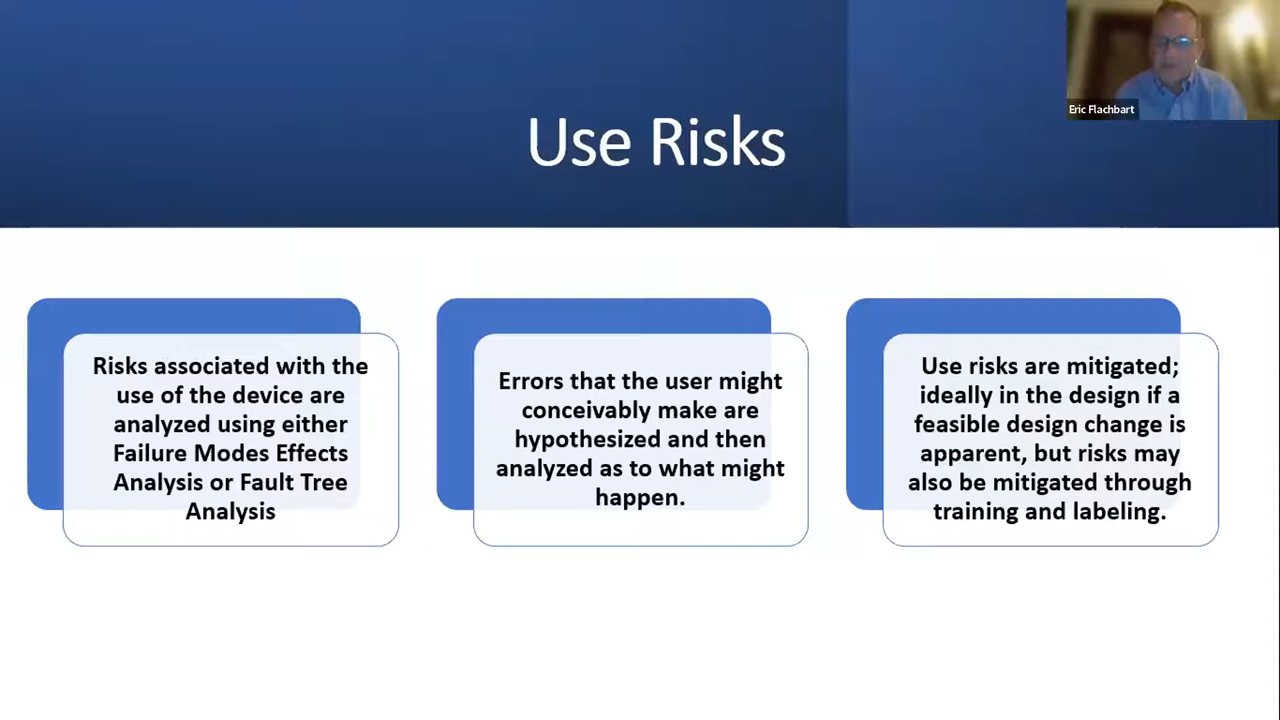 Eric Flachbart
Use Risks
Risks associated with the
use of the device are
analyzed using either
Failure Modes Effects
Analysis or Fault Tree
Analysis
Errors that the user might
conceivably make are
hypothesized and then
analyzed as to what might
happen.
Use risks are mitigated;
ideally in the design if a
feasible design change is
apparent, but risks may
also be mitigated through
training and labeling.